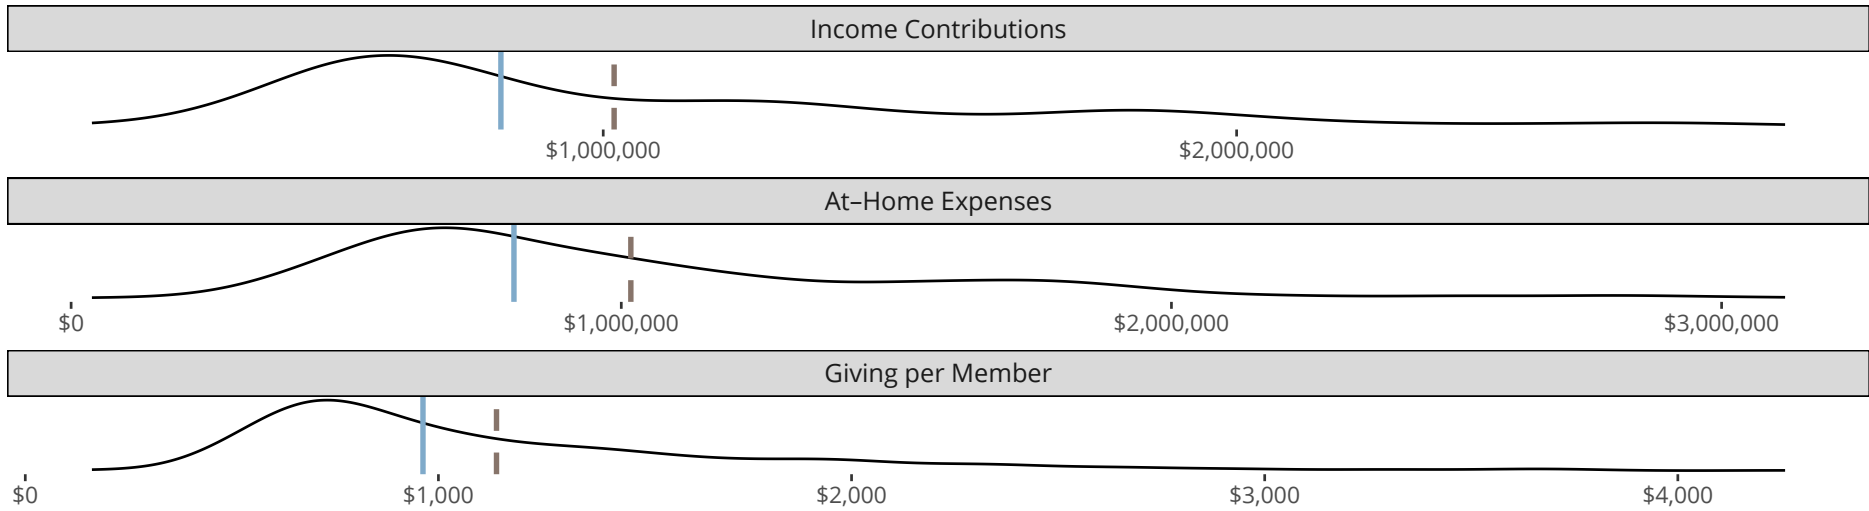 Income Contributions
$1,000,000 $2,000,000
At–Home Expenses
$0 $1,000,000 $2,000,000 $3,000,000
Giving per Member
$0 $1,000 $2,000 $3,000 $4,000